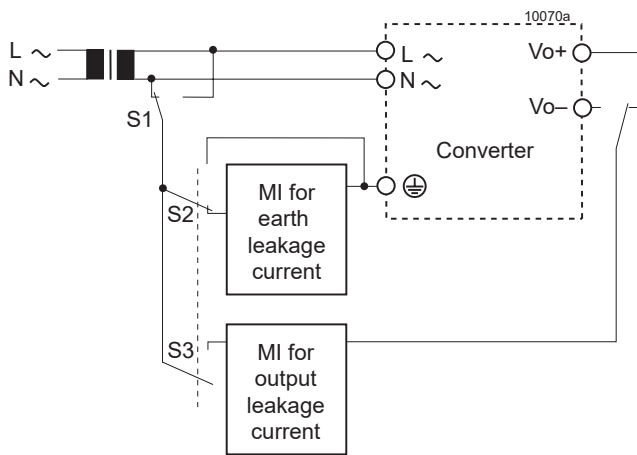 10070a
L ∼
L ∼
Vo+
N ∼
N ∼
Vo–
S1
Converter
MI for
earth
leakage
current
S2
S3
MI for
output
leakage
current